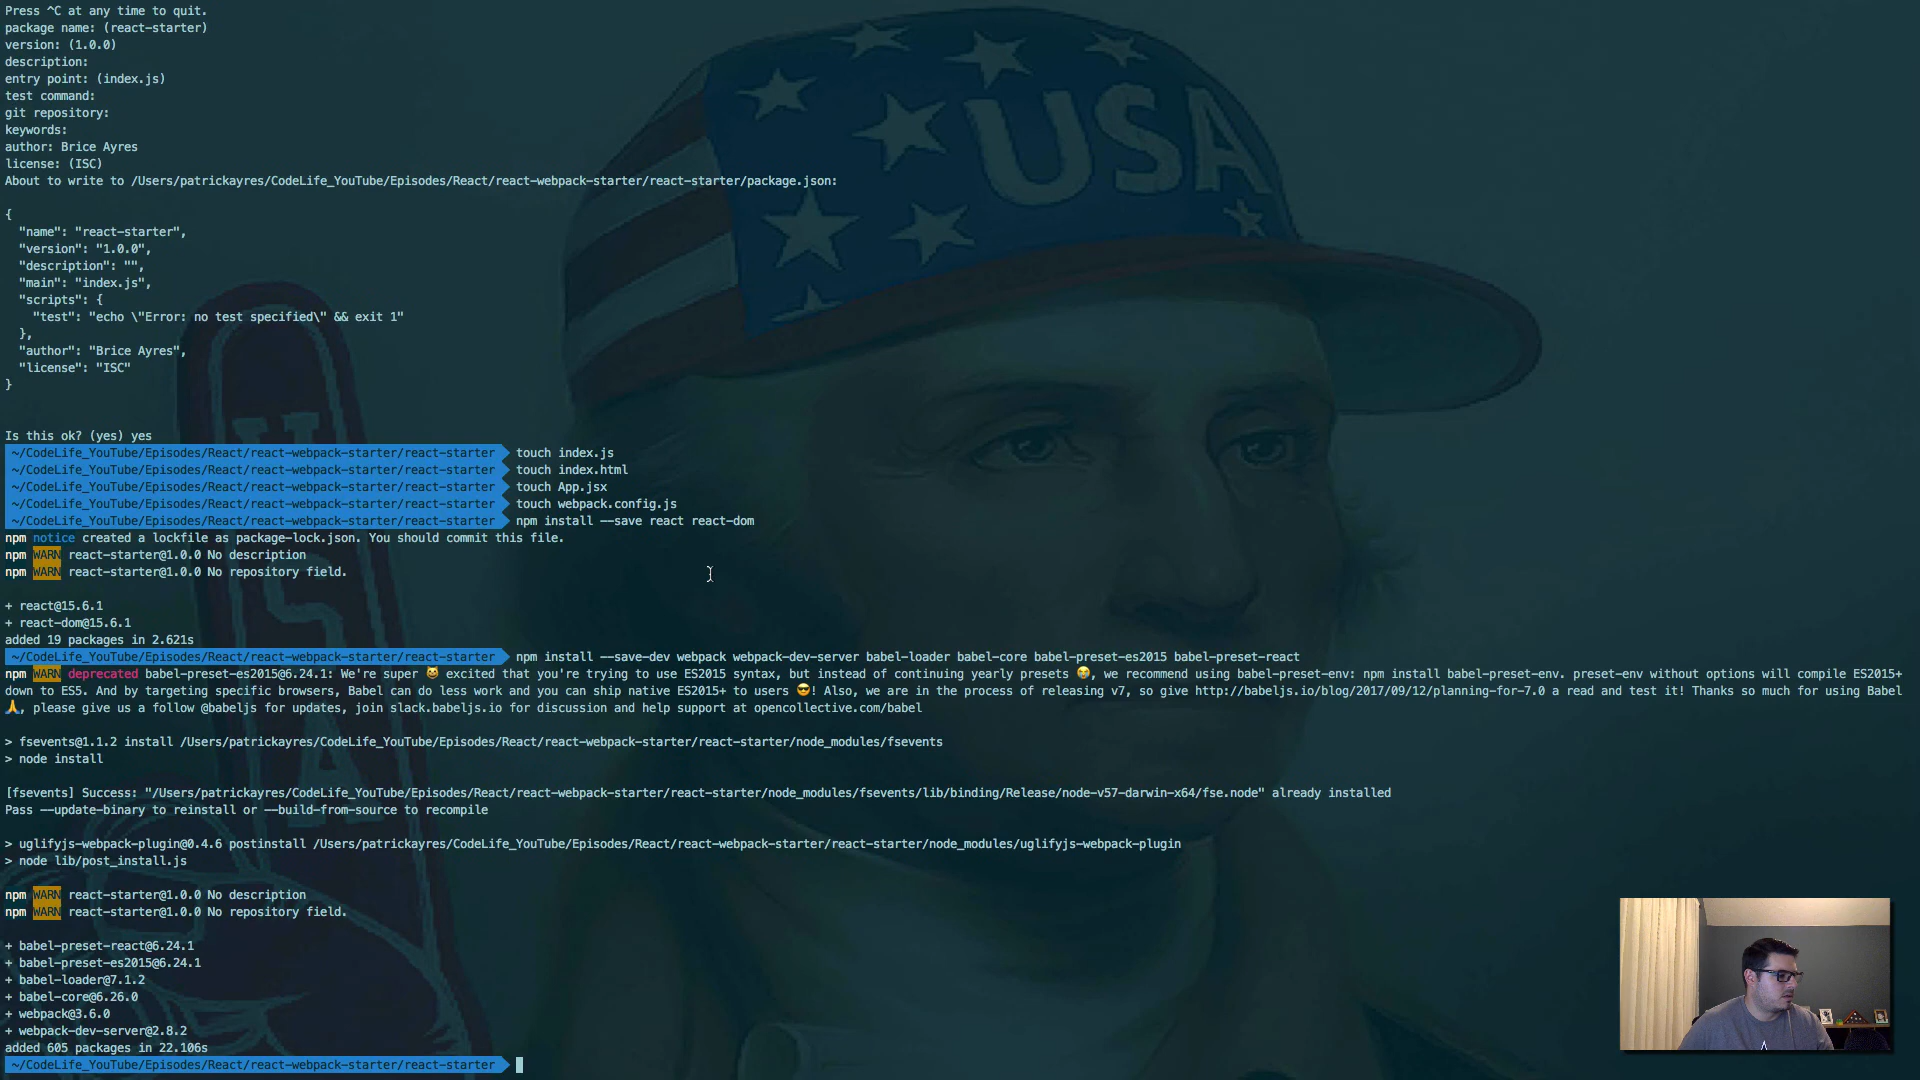 Press ^C at any time to quit.
package name: (react-starter)
version: (1.0.0)
description:
entry point: (index.js)
test command:
git repository:
keywords:
author: Brice Ayres
license: (ISC)
About to write to /Users/patrickayres/CodeLife_YouTube/Episodes/React/react-webpack-starter/react-starter/package.json:
{
"name": "react-starter",
"version": "1.0.0",
"description": "",
"main": "index.js",
"scripts": {
"test": "echo \"Error: no test specified\" && exit 1"
},
"author": "Brice Ayres",
"license": "ISC"
}
Is this ok? (yes) yes
~/CodeLife_YouTube/Episodes/React/react-webpack-starter/react-starter touch index.js
~/CodeLife_YouTube/Episodes/React/react-webpack-starter/react-starter touch index.html
~/CodeLife_YouTube/Episodes/React/react-webpack-starter/react-starter touch App.jsx
~/CodeLife_YouTube/Episodes/React/react-webpack-starter/react-starter touch webpack.config.js
~/CodeLife_YouTube/Episodes/React/react-webpack-starter/react-starter npm install --save react react-dom
npm notice created a lockfile as package-lock.json. You should commit this file.
npm WARN react-starter@1.0.0 No description
npm WARN react-starter@1.0.0 No repository field.
+ react@15.6.1
+ react-dom@15.6.1
added 19 packages in 2.621s
~/CodeLife_YouTube/Episodes/React/react-webpack-starter/react-starter npm install --save-dev webpack webpack-dev-server babel-loader babel-core babel-preset-es2015 babel-preset-react
npm WARN deprecated babel-preset-es2015@6.24.1: We're super 😸 excited that you're trying to use ES2015 syntax, but instead of continuing yearly presets 😭, we recommend using babel-preset-env: npm install babel-preset-env. preset-env without options will compile ES2015+
down to ES5. And by targeting specific browsers, Babel can do less work and you can ship native ES2015+ to users 😎! Also, we are in the process of releasing v7, so give http://babeljs.io/blog/2017/09/12/planning-for-7.0 a read and test it! Thanks so much for using Babel
🙏, please give us a follow @babeljs for updates, join slack.babeljs.io for discussion and help support at opencollective.com/babel
> fsevents@1.1.2 install /Users/patrickayres/CodeLife_YouTube/Episodes/React/react-webpack-starter/react-starter/node_modules/fsevents
> node install
[fsevents] Success: "/Users/patrickayres/CodeLife_YouTube/Episodes/React/react-webpack-starter/react-starter/node_modules/fsevents/lib/binding/Release/node-v57-darwin-x64/fse.node" already installed
Pass --update-binary to reinstall or --build-from-source to recompile
> uglifyjs-webpack-plugin@0.4.6 postinstall /Users/patrickayres/CodeLife_YouTube/Episodes/React/react-webpack-starter/react-starter/node_modules/uglifyjs-webpack-plugin
> node lib/post_install.js
npm WARN react-starter@1.0.0 No description
npm WARN react-starter@1.0.0 No repository field.
+ babel-preset-react@6.24.1
+ babel-preset-es2015@6.24.1
+ babel-loader@7.1.2
+ babel-core@6.26.0
+ webpack@3.6.0
+ webpack-dev-server@2.8.2
added 605 packages in 22.106s
~/CodeLife_YouTube/Episodes/React/react-webpack-starter/react-starter
USA
USA